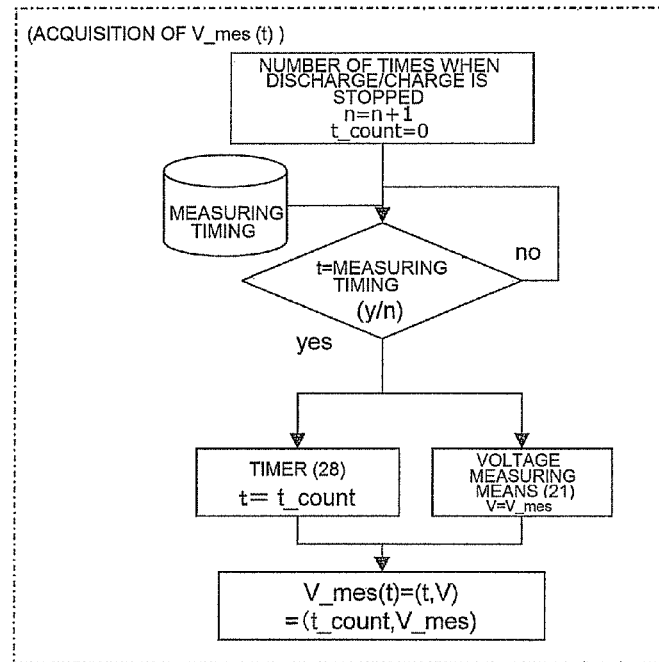 (ACQUISITION OF V_mes (t) )
NUMBER OF TIMES WHEN
DISCHARGE/CHARGE IS
STOPPED
n=n+1
t_count=0
MEASURING
TIMING
t=MEASURING
TIMING
(y/n)
no
yes
TIMER (28)
t= t_count
VOLTAGE
MEASURING
MEANS (21)
V=V_mes
V_mes(t)=(t,V)
=(t_count,V_mes)